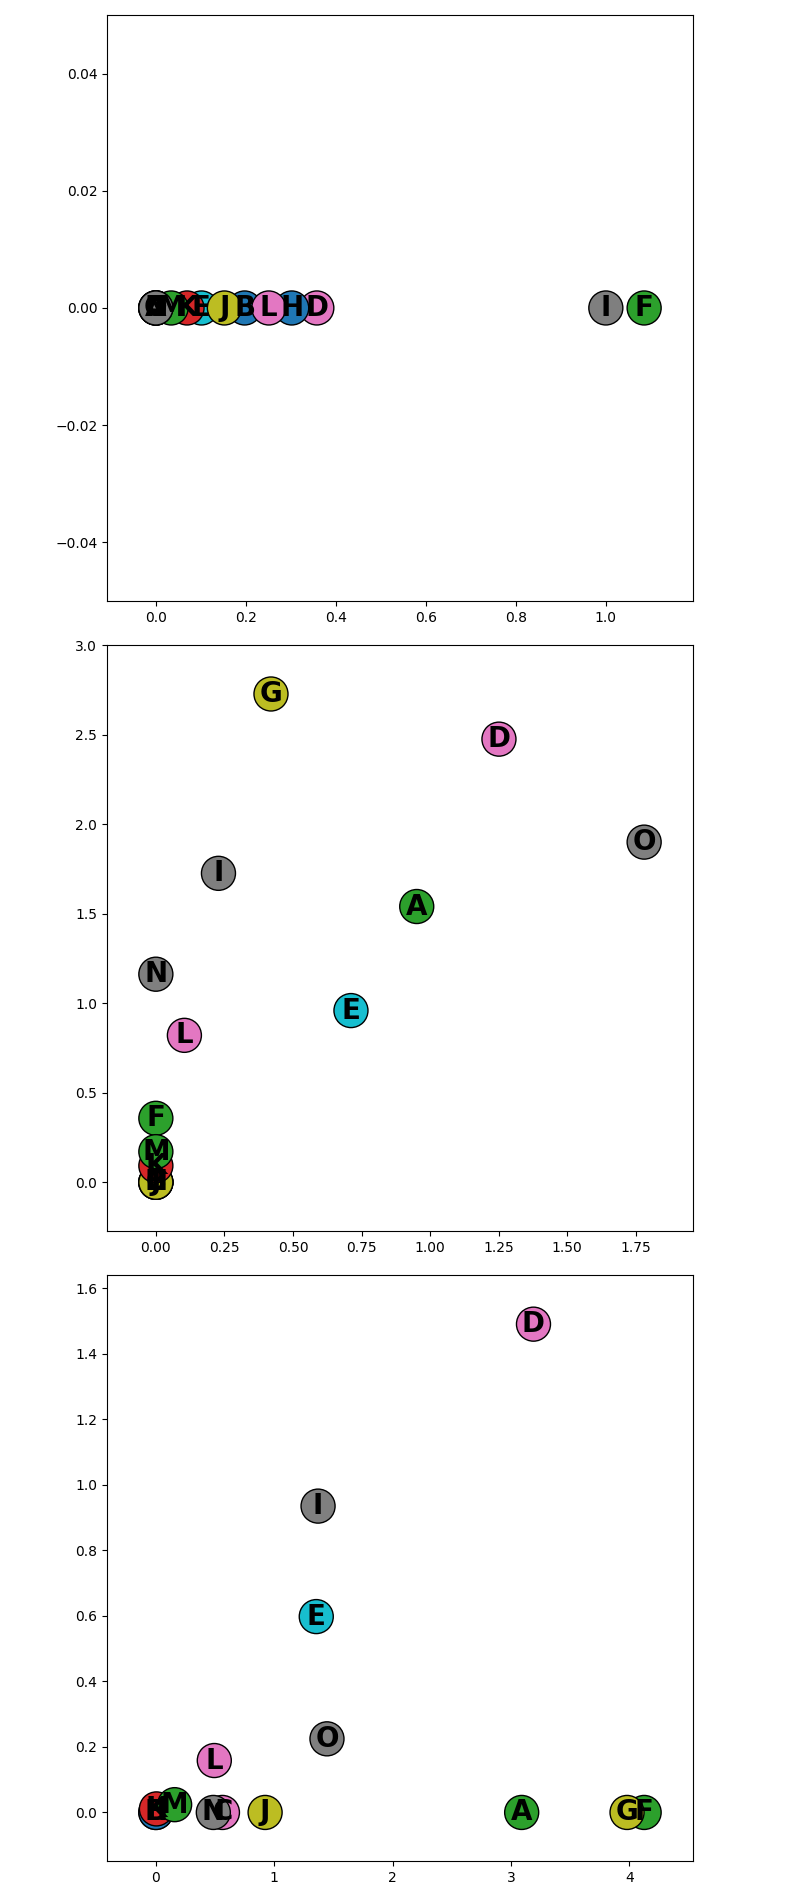 0.04
0.02
0.00 M K E J B L H D I F
−0.02
−0.04
0.0 0.2 0.4 0.6 0.8 1.0
3.0
G
2.5 D
2.0
O
I
1.5 A
N
1.0 E
L
0.5
F
M
K
0.0
0.00 0.25 0.50 0.75 1.00 1.25 1.50 1.75
1.6
D
1.4
1.2
1.0
I
0.8
0.6 E
0.4
O
0.2 L
M
0.0 N C J A G F
0 1 2 3 4